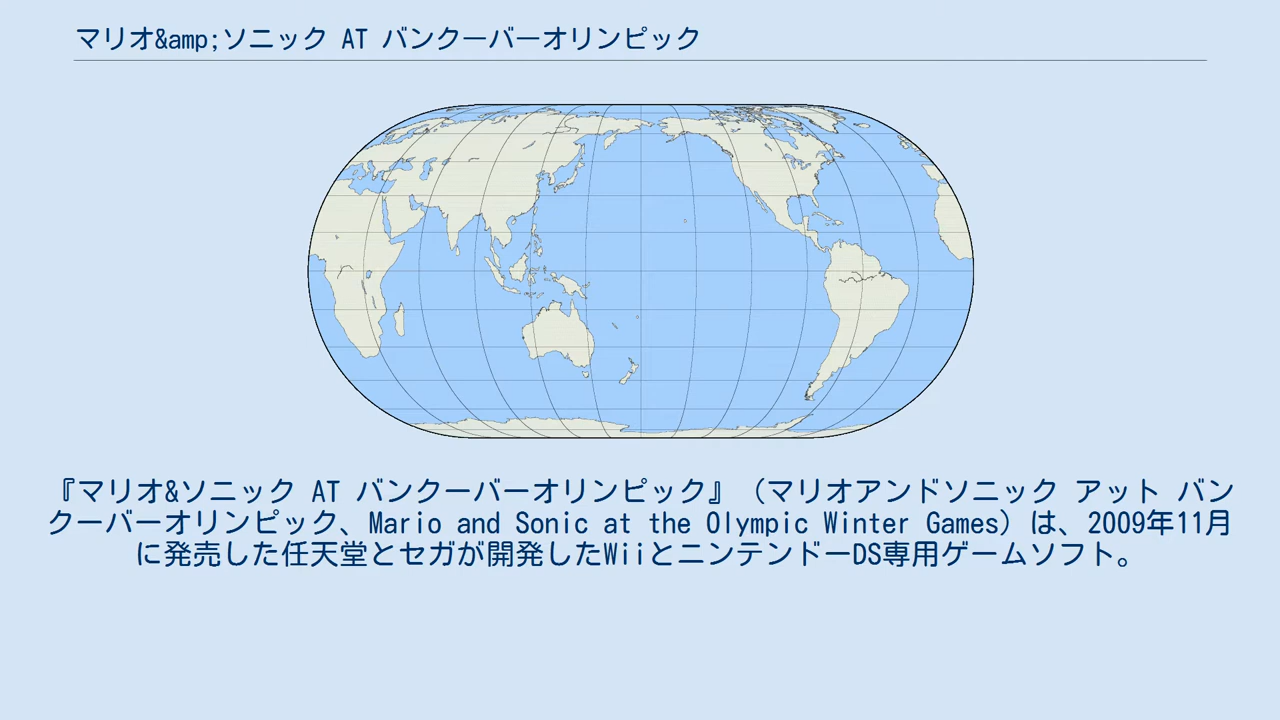 マリオ&amp;ソニック AT バンクーバーオリンピック
『マリオ&ソニック AT バンクーバーオリンピック』（マリオアンドソニック アット バン
クーバーオリンピック、Mario and Sonic at the Olympic Winter Games）は、2009年11月
に発売した任天堂とセガが開発したWiiとニンテンドーDS専用ゲームソフト。